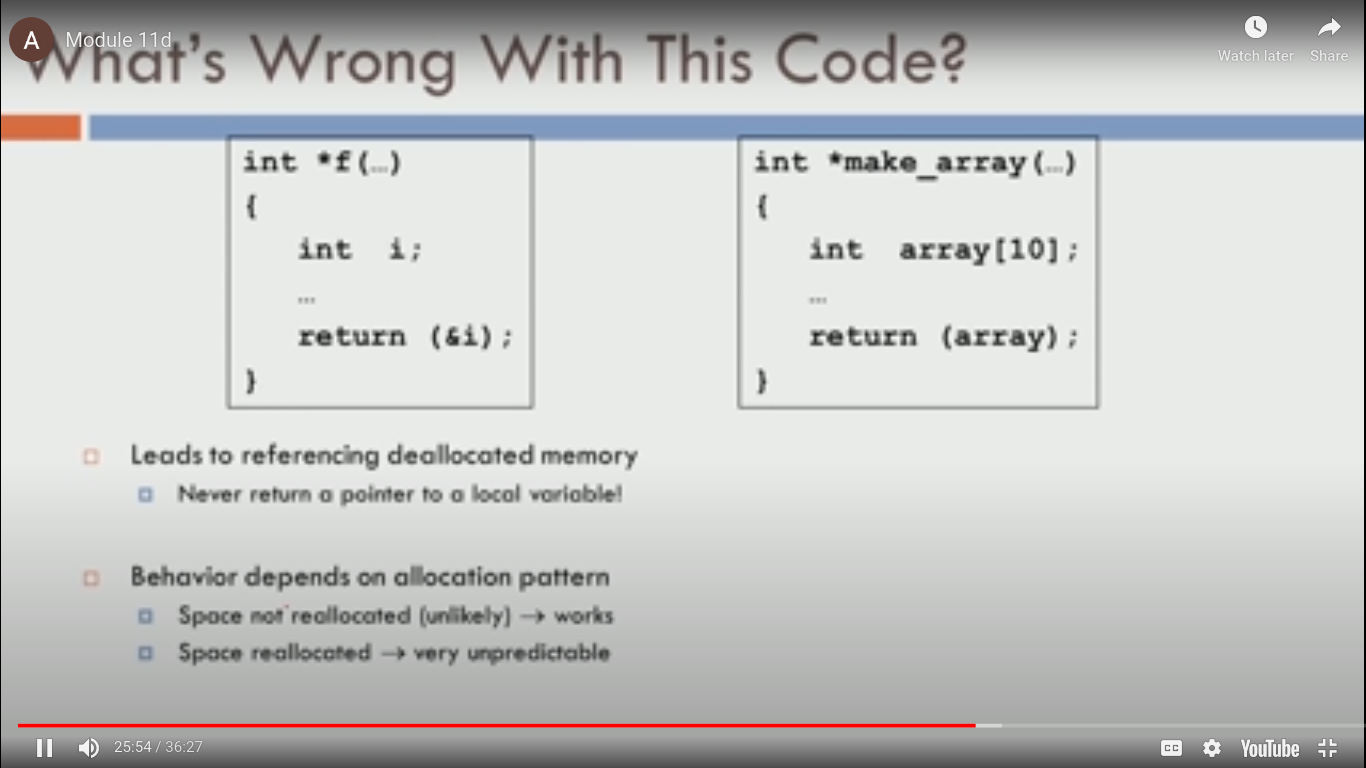 A
Module 11d
Watch later
Share
What's Wrong With This Code?
int *f(…)
{
int i;
…
return (&i);
}
int *make_array(…)
{
int array[10];
…
return (array);
}
Leads to referencing deallocated memory
Never return a pointer to a local variable!
Behavior depends on allocation pattern
Space not reallocated (unlikely) → works
Space reallocated → very unpredictable
25:54 / 36:27
CC
YouTube